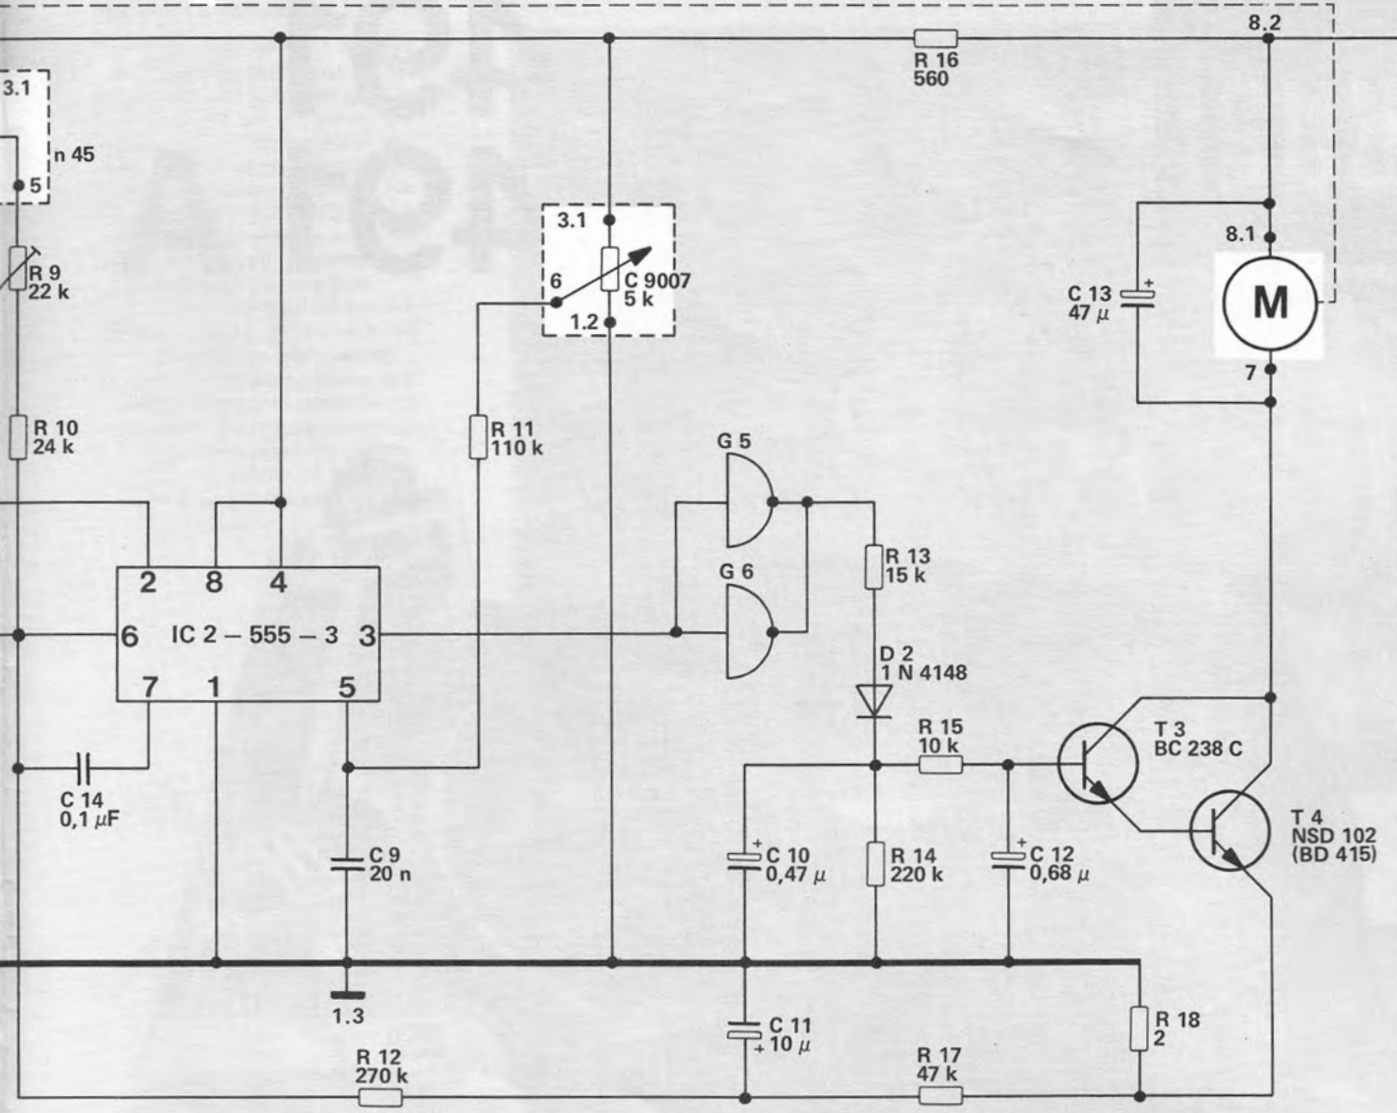 8.2
R 16
560
3.1
n 45
5
R 9
22 k
3.1
6
C 9007
5 k
1.2
8.1
C 13
47 µ
M
7
R 10
24 k
R 11
110 k
G 5
2 8 4
G 6
R 13
15 k
6 IC 2 – 555 – 3 3
7 1 5
D 2
1 N 4148
R 15
10 k
T 3
BC 238 C
C 14
0,1 µF
T 4
NSD 102
(BD 415)
C 9
20 n
+
C 10
0,47 µ
R 14
220 k
+
C 12
0,68 µ
+
1.3
C 11
+ 10 µ
R 18
2
R 12
270 k
R 17
47 k